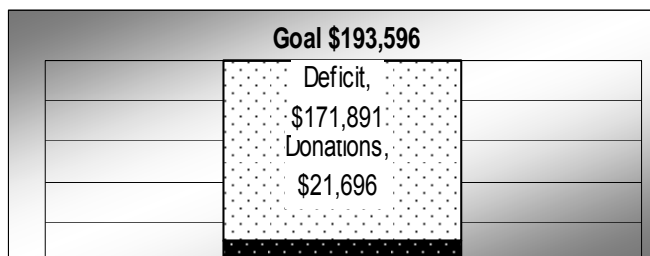 Goal $193,596
Deficit,
$171,891
Donations,
$21,696